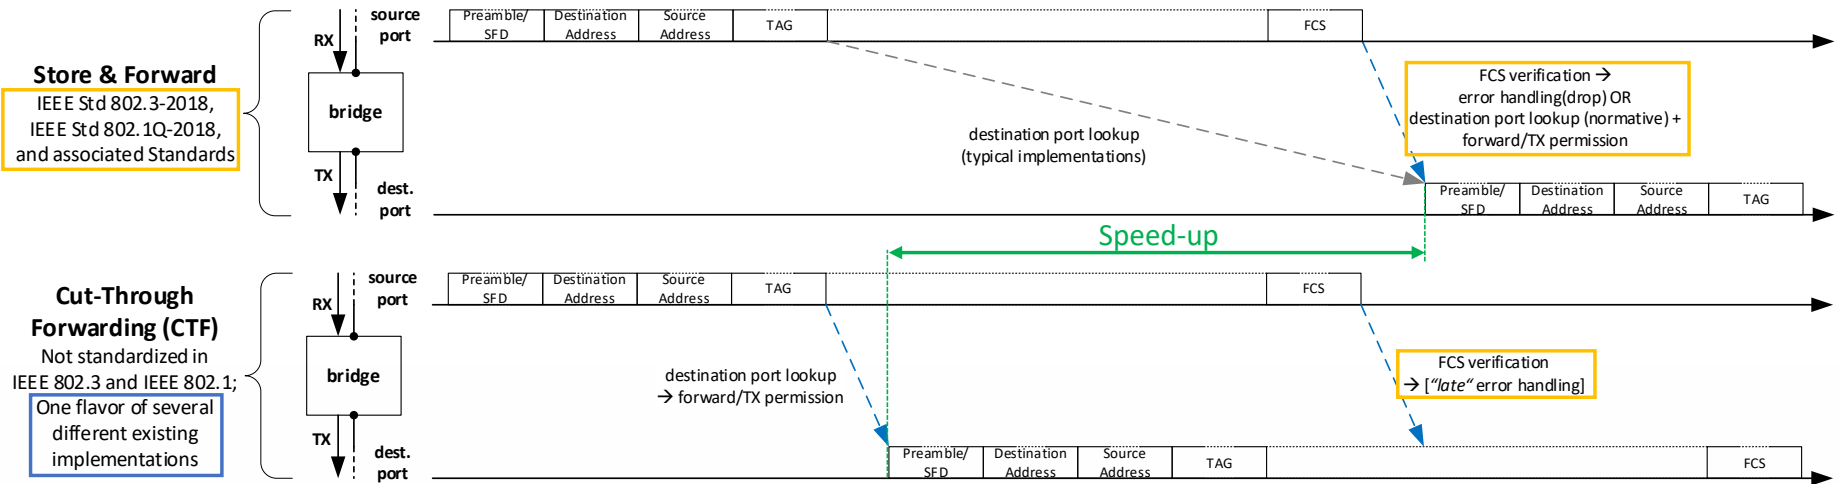 Store & Forward
IEEE Std 802.3-2018,
IEEE Std 802.1Q-2018,
and associated Standards
RX
source
port
bridge
TX
dest.
port
Preamble/
SFD
Destination
Address
Source
Address
TAG
FCS
destination port lookup
(typical implementations)
FCS verification →
error handling(drop) OR
destination port lookup (normative) +
forward/TX permission
Preamble/
SFD
Destination
Address
Source
Address
TAG
Speed-up
Cut-Through
Forwarding (CTF)
Not standardized in
IEEE 802.3 and IEEE 802.1;
One flavor of several
different existing
implementations
RX
source
port
bridge
TX
dest.
port
Preamble/
SFD
Destination
Address
Source
Address
TAG
FCS
destination port lookup
→ forward/TX permission
FCS verification
→ [“late“ error handling]
Preamble/
SFD
Destination
Address
Source
Address
TAG
FCS